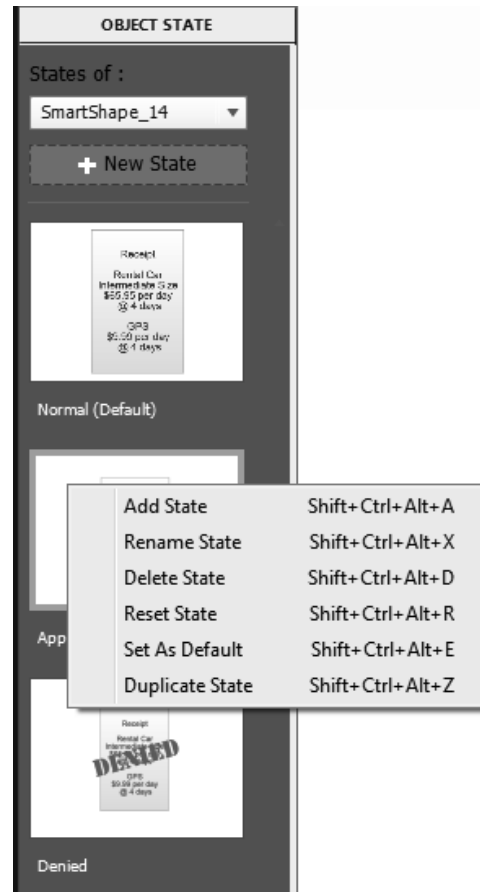 OBJECT STATE
States of :
SmartShape_14
New State
Receipt
Rental Car
Intermediate Size
$65.95 per day
@ 4 days
GPS
$9.99 per day
@ 4 days
Normal (Default)
Add State Shift+Ctrl+Alt+A
Rename State Shift+Ctrl+Alt+X
Delete State Shift+Ctrl+Alt+D
Reset State Shift+Ctrl+Alt+R
App
Set As Default Shift+Ctrl+Alt+E
Duplicate State Shift+Ctrl+Alt+Z
Receipt
Rental Car
DENIED
GPS
$9.99 per day
@ 4 days
Denied